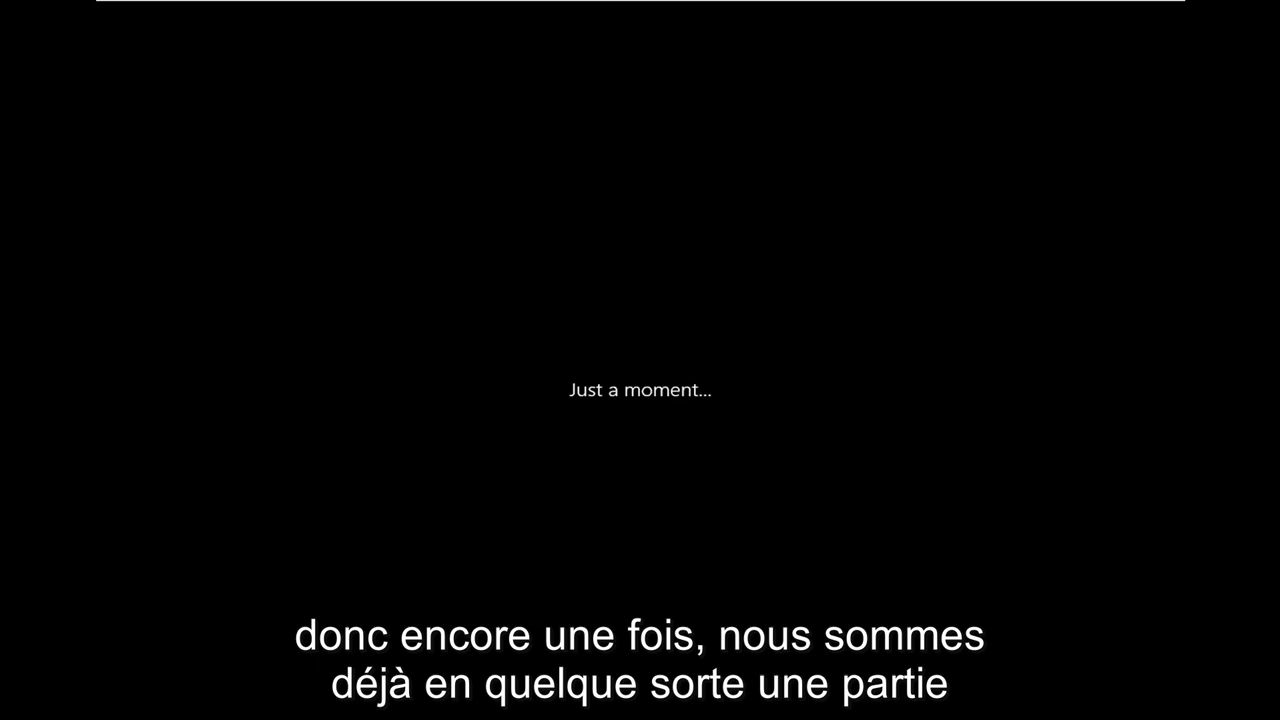 Just a moment...
donc encore une fois, nous sommes
déjà en quelque sorte une partie